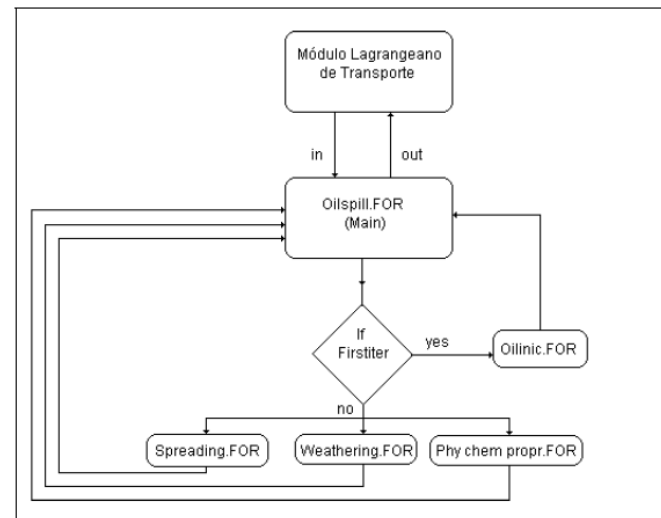 Módulo Lagrangeano
de Transporte
in
out
Oilspill.FOR
(Main)
If
Firstiter
yes
Oilinic.FOR
no
Spreading.FOR
Weathering.FOR
Phy chem propr.FOR